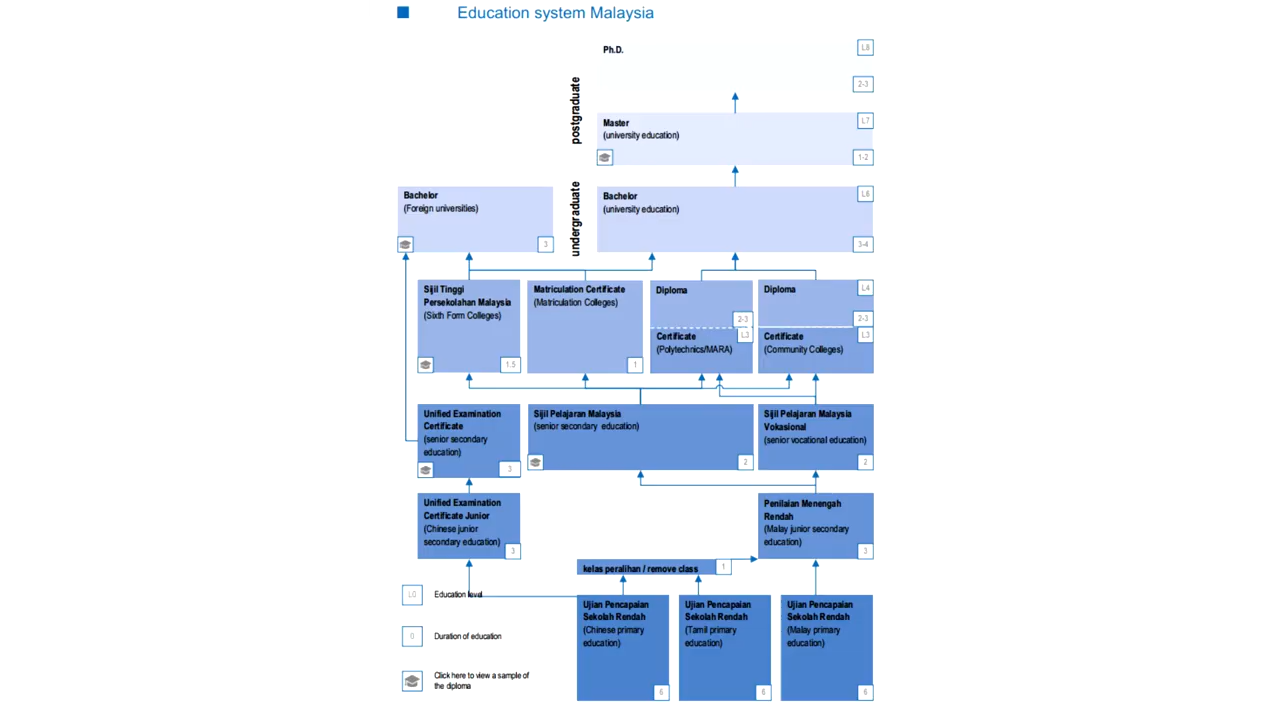 Education system Malaysia
Ph.D.
L8
2-3
postgraduate
Master
L7
(university education)
1-2
undergraduate
Bachelor
(Foreign universities)
3
Bachelor
L6
(university education)
3-4
Sijil Tinggi
Persekolahan Malaysia
(Sixth Form Colleges)
1.5
Matriculation Certificate
(Matriculation Colleges)
1
Diploma
2-3
L3
Certificate
(Polytechnics/MARA)
Diploma
L4
2-3
L3
Certificate
(Community Colleges)
Unified Examination
Certificate
(senior secondary
education)
3
Sijil Pelajaran Malaysia
(senior secondary education)
2
Sijil Pelajaran Malaysia
Vokasional
(senior vocational education)
2
Unified Examination
Certificate Junior
(Chinese junior
secondary education)
3
Penilaian Menengah
Rendah
(Malay junior secondary
education)
3
kelas peralihan / remove class
1
Ujian Pencapaian
Sekolah Rendah
(Chinese primary
education)
6
Ujian Pencapaian
Sekolah Rendah
(Tamil primary
education)
6
Ujian Pencapaian
Sekolah Rendah
(Malay primary
education)
6
L0
Education level
0
Duration of education
Click here to view a sample of
the diploma